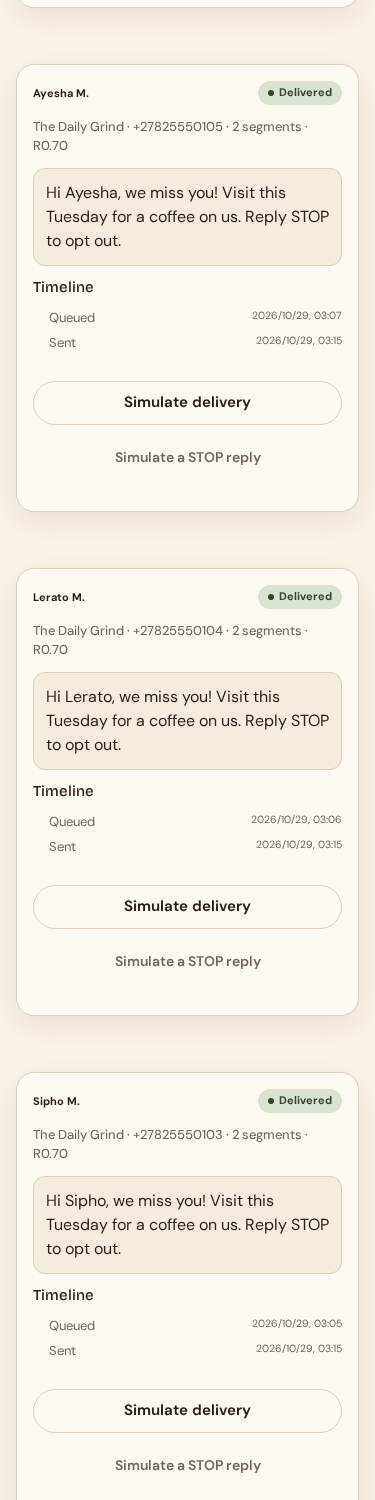 Ayesha M.
Delivered
The Daily Grind · +27825550105 · 2 segments ·
R0.70
Hi Ayesha, we miss you! Visit this
Tuesday for a coffee on us. Reply STOP
to opt out.
Timeline
Queued 2026/10/29, 03:07
Sent 2026/10/29, 03:15
Simulate delivery
Simulate a STOP reply
Lerato M.
Delivered
The Daily Grind · +27825550104 · 2 segments ·
R0.70
Hi Lerato, we miss you! Visit this
Tuesday for a coffee on us. Reply STOP
to opt out.
Timeline
Queued 2026/10/29, 03:06
Sent 2026/10/29, 03:15
Simulate delivery
Simulate a STOP reply
Sipho M.
Delivered
The Daily Grind · +27825550103 · 2 segments ·
R0.70
Hi Sipho, we miss you! Visit this
Tuesday for a coffee on us. Reply STOP
to opt out.
Timeline
Queued 2026/10/29, 03:05
Sent 2026/10/29, 03:15
Simulate delivery
Simulate a STOP reply